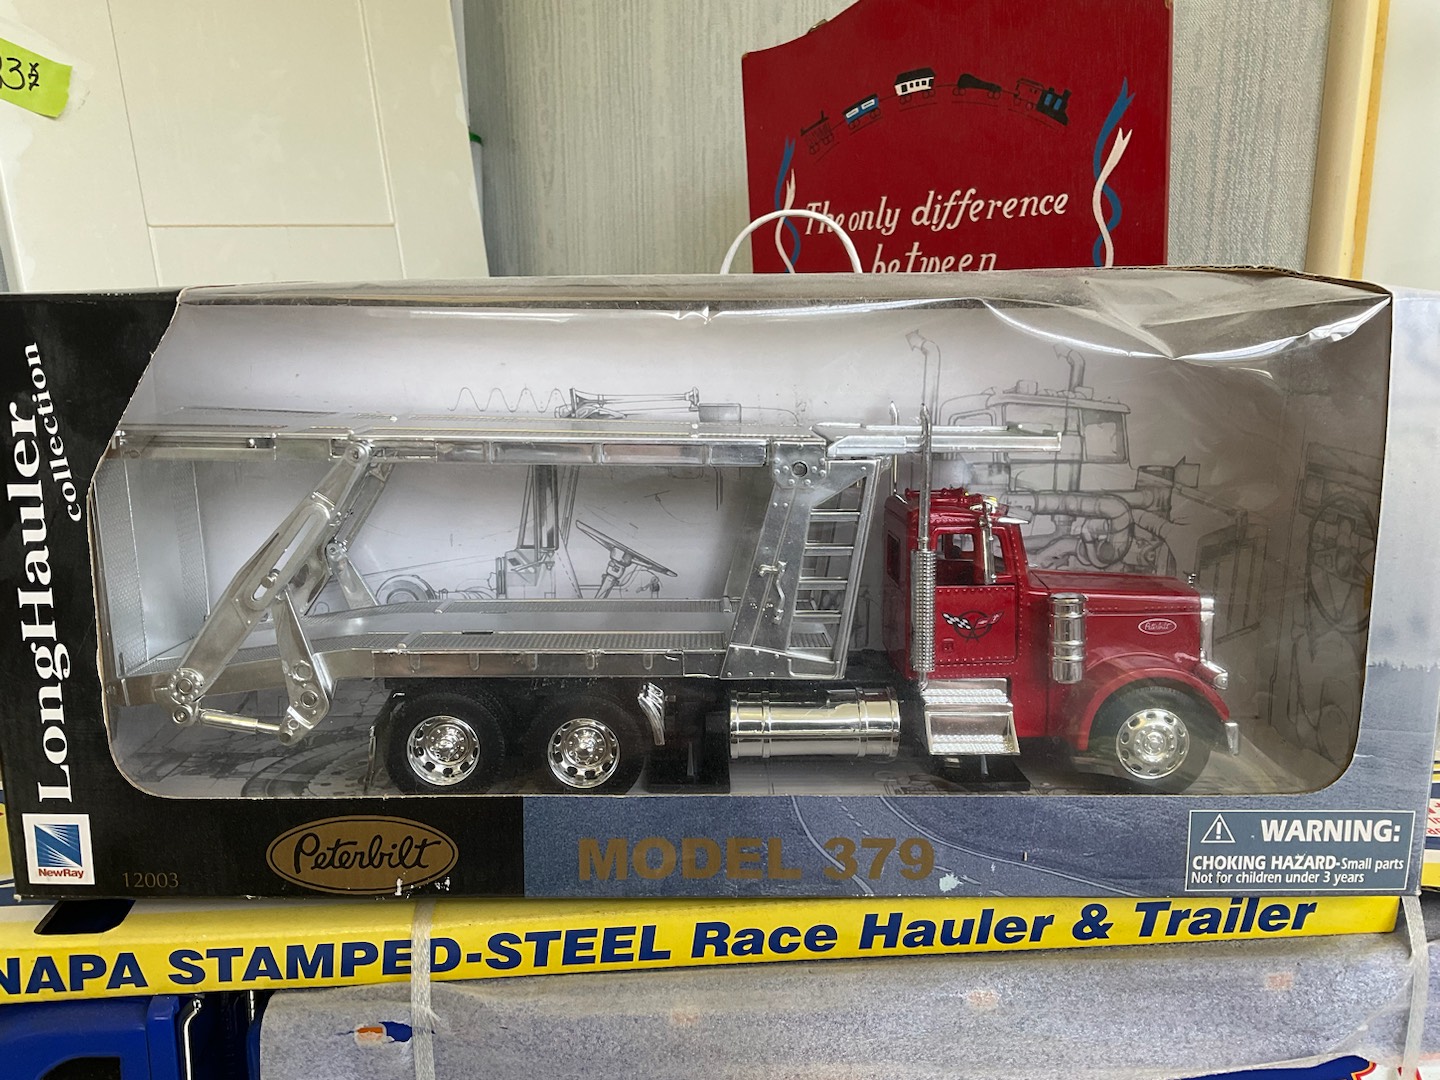 The only difference
between
LongHauler
collection
Peterbilt
NewRay
12003
Peterbilt
MODEL 379
WARNING:
CHOKING HAZARD-Small parts
Not for children under 3 years
NAPA STAMPED-STEEL Race Hauler & Trailer